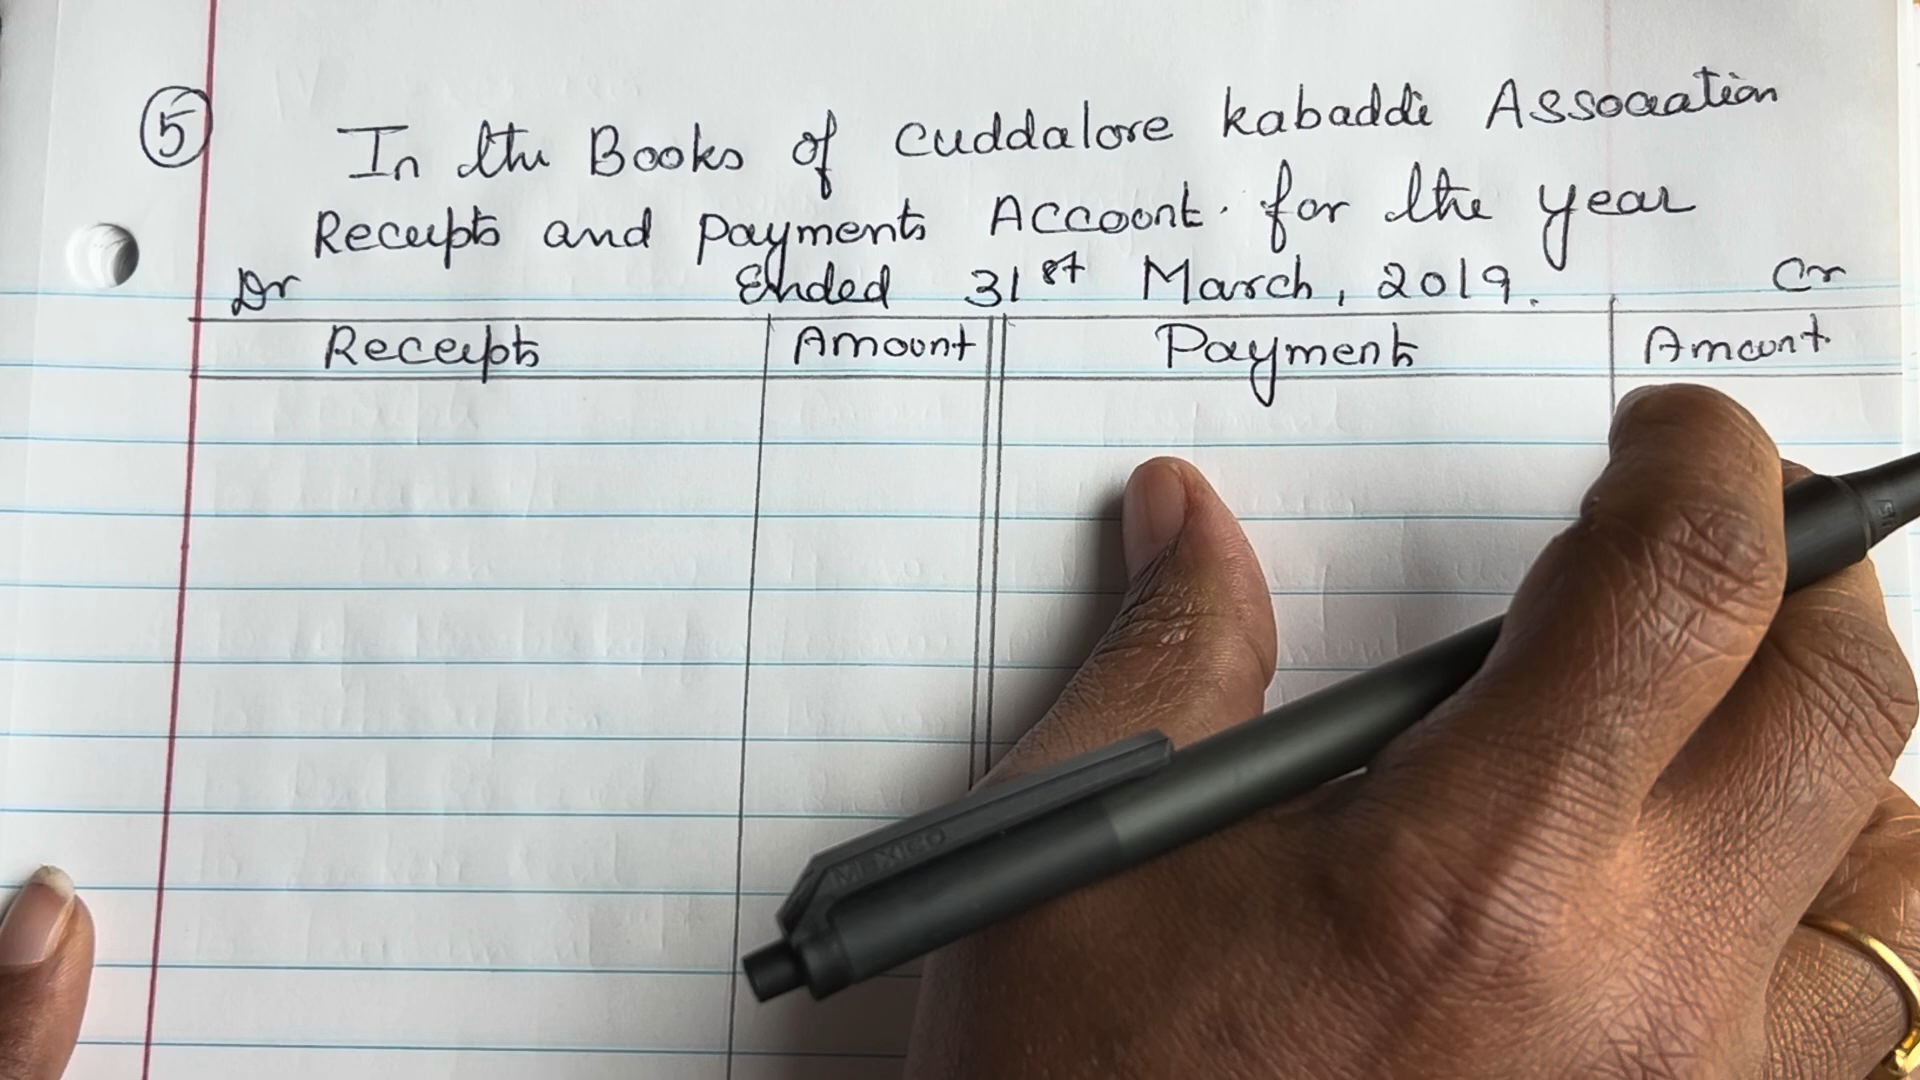 5 In the Books of Cuddalore kabaddi Association
Receipts and payments Account. for the year
Dr Ended 31st March, 2019. Cr
Receipts Amount Payments Amount.
MEXICO